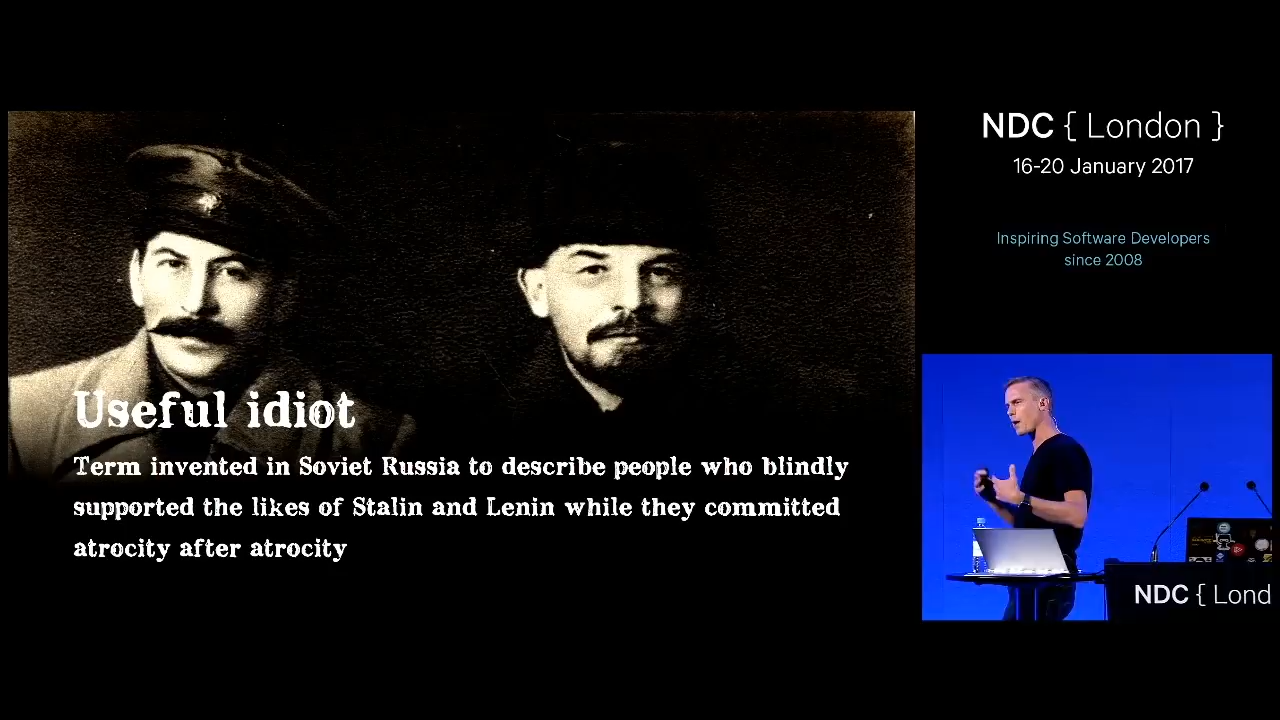 Useful idiot
Term invented in Soviet Russia to describe people who blindly
supported the likes of Stalin and Lenin while they committed
atrocity after atrocity
NDC { London }
16-20 January 2017
Inspiring Software Developers
since 2008
NDC { Lond